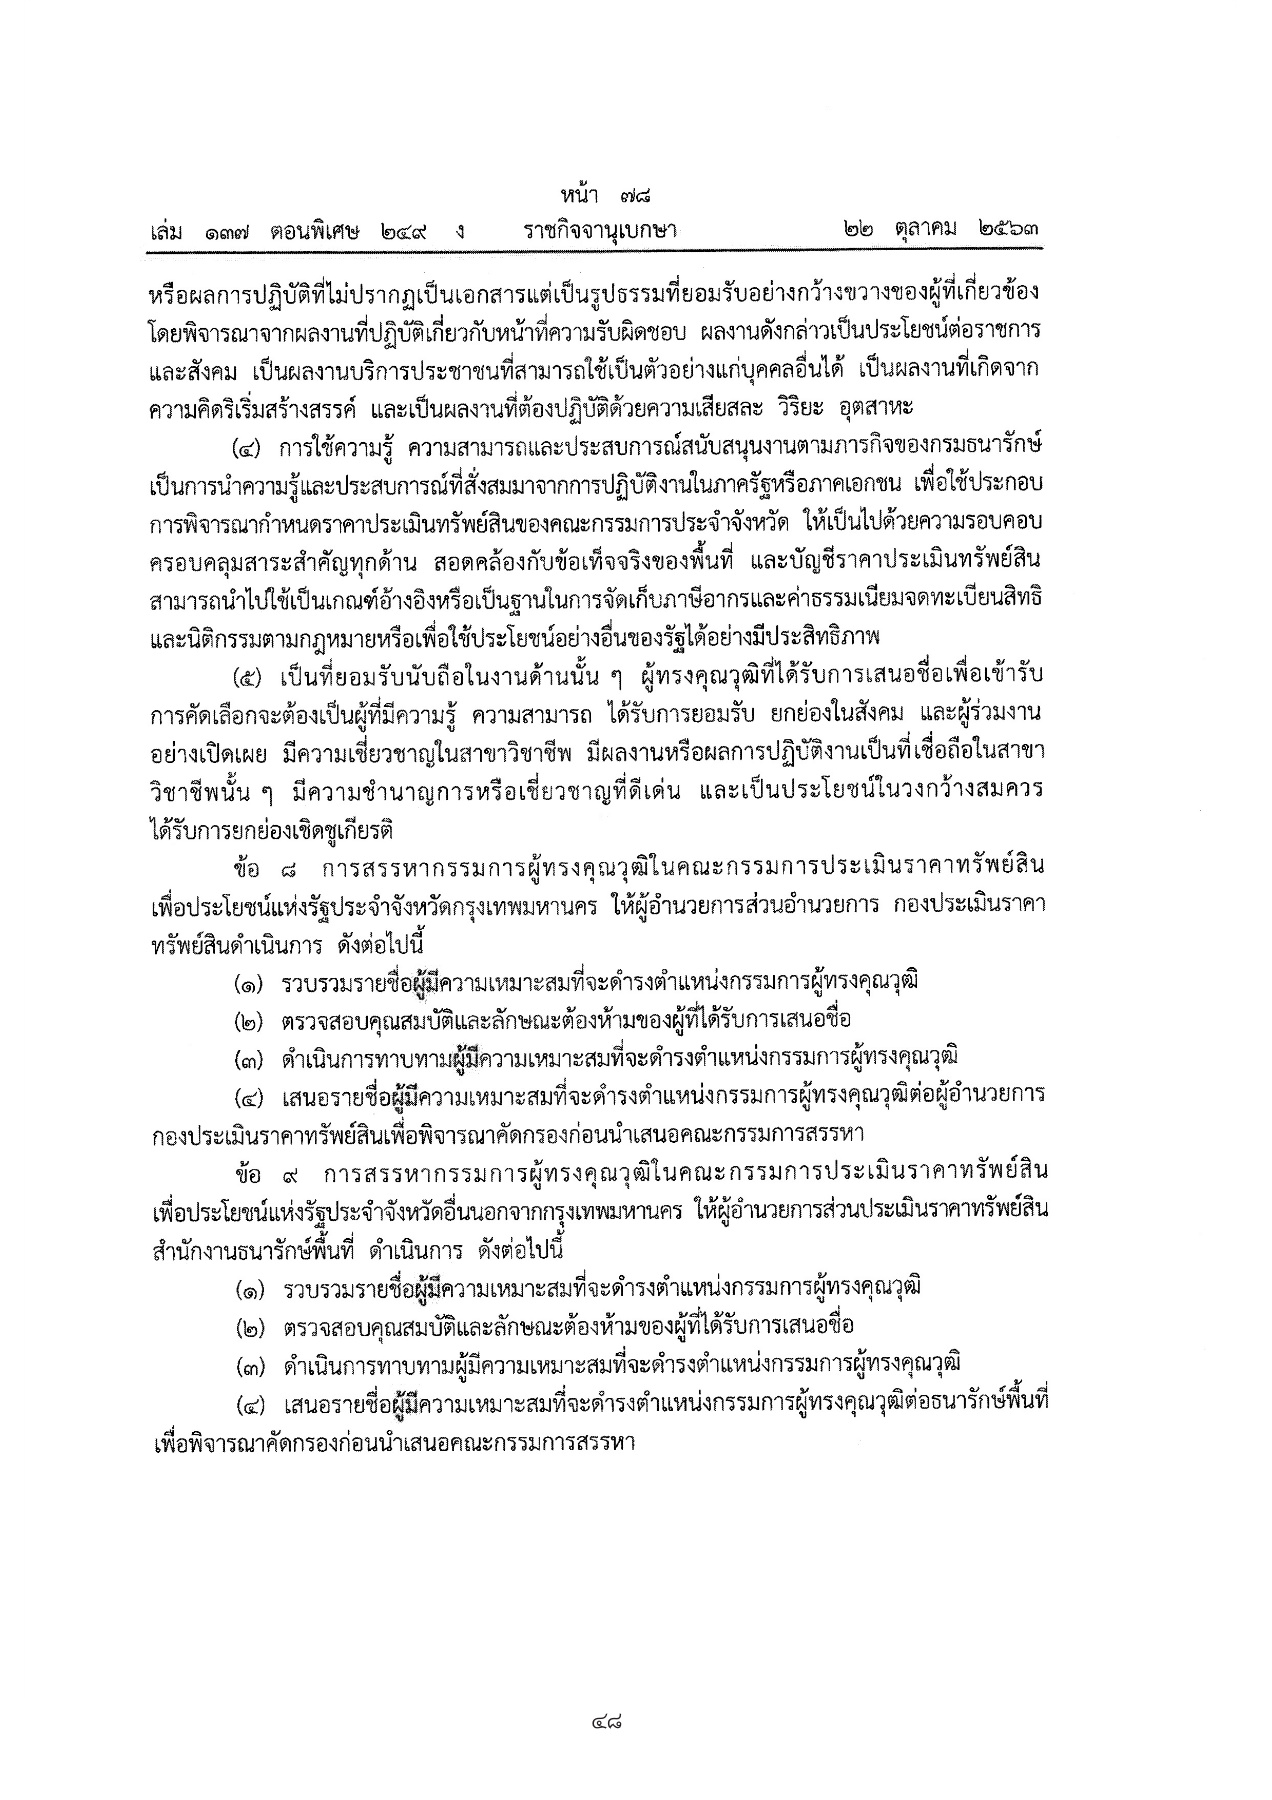 หน้า ๗๘
เล่ม ๑๓๗ ตอนพิเศษ ๒๔๙ ง ราชกิจจานุเบกษา ๒๒ ตุลาคม ๒๕๖๓
หรือผลการปฏิบัติที่ไม่ปรากฏเป็นเอกสารแต่เป็นรูปธรรมที่ยอมรับอย่างกว้างขวางของผู้ที่เกี่ยวข้อง
โดยพิจารณาจากผลงานที่ปฏิบัติเกี่ยวกับหน้าที่ความรับผิดชอบ ผลงานดังกล่าวเป็นประโยชน์ต่อราชการ
และสังคม เป็นผลงานบริการประชาชนที่สามารถใช้เป็นตัวอย่างแก่บุคคลอื่นได้ เป็นผลงานที่เกิดจาก
ความคิดริเริ่มสร้างสรรค์ และเป็นผลงานที่ต้องปฏิบัติด้วยความเสียสละ วิริยะ อุตสาหะ
(๔) การใช้ความรู้ ความสามารถและประสบการณ์สนับสนุนงานตามภารกิจของกรมธนารักษ์
เป็นการนำความรู้และประสบการณ์ที่สั่งสมมาจากการปฏิบัติงานในภาครัฐหรือภาคเอกชน เพื่อใช้ประกอบ
การพิจารณากำหนดราคาประเมินทรัพย์สินของคณะกรรมการประจำจังหวัด ให้เป็นไปด้วยความรอบคอบ
ครอบคลุมสาระสำคัญทุกด้าน สอดคล้องกับข้อเท็จจริงของพื้นที่ และบัญชีราคาประเมินทรัพย์สิน
สามารถนำไปใช้เป็นเกณฑ์อ้างอิงหรือเป็นฐานในการจัดเก็บภาษีอากรและค่าธรรมเนียมจดทะเบียนสิทธิ
และนิติกรรมตามกฎหมายหรือเพื่อใช้ประโยชน์อย่างอื่นของรัฐได้อย่างมีประสิทธิภาพ
(๕) เป็นที่ยอมรับนับถือในงานด้านนั้น ๆ ผู้ทรงคุณวุฒิที่ได้รับการเสนอชื่อเพื่อเข้ารับ
การคัดเลือกจะต้องเป็นผู้ที่มีความรู้ ความสามารถ ได้รับการยอมรับ ยกย่องในสังคม และผู้ร่วมงาน
อย่างเปิดเผย มีความเชี่ยวชาญในสาขาวิชาชีพ มีผลงานหรือผลการปฏิบัติงานเป็นที่เชื่อถือในสาขา
วิชาชีพนั้น ๆ มีความชำนาญการหรือเชี่ยวชาญที่ดีเด่น และเป็นประโยชน์ในวงกว้างสมควร
ได้รับการยกย่องเชิดชูเกียรติ
ข้อ ๘ การสรรหากรรมการผู้ทรงคุณวุฒิในคณะกรรมการประเมินราคาทรัพย์สิน
เพื่อประโยชน์แห่งรัฐประจำจังหวัดกรุงเทพมหานคร ให้ผู้อำนวยการส่วนอำนวยการ กองประเมินราคา
ทรัพย์สินดำเนินการ ดังต่อไปนี้
(๑) รวบรวมรายชื่อผู้มีความเหมาะสมที่จะดำรงตำแหน่งกรรมการผู้ทรงคุณวุฒิ
(๒) ตรวจสอบคุณสมบัติและลักษณะต้องห้ามของผู้ที่ได้รับการเสนอชื่อ
(๓) ดำเนินการทาบทามผู้มีความเหมาะสมที่จะดำรงตำแหน่งกรรมการผู้ทรงคุณวุฒิ
(๔) เสนอรายชื่อผู้มีความเหมาะสมที่จะดำรงตำแหน่งกรรมการผู้ทรงคุณวุฒิต่อผู้อำนวยการ
กองประเมินราคาทรัพย์สินเพื่อพิจารณาคัดกรองก่อนนำเสนอคณะกรรมการสรรหา
ข้อ ๙ การสรรหากรรมการผู้ทรงคุณวุฒิในคณะกรรมการประเมินราคาทรัพย์สิน
เพื่อประโยชน์แห่งรัฐประจำจังหวัดอื่นนอกจากกรุงเทพมหานคร ให้ผู้อำนวยการส่วนประเมินราคาทรัพย์สิน
สำนักงานธนารักษ์พื้นที่ ดำเนินการ ดังต่อไปนี้
(๑) รวบรวมรายชื่อผู้มีความเหมาะสมที่จะดำรงตำแหน่งกรรมการผู้ทรงคุณวุฒิ
(๒) ตรวจสอบคุณสมบัติและลักษณะต้องห้ามของผู้ที่ได้รับการเสนอชื่อ
(๓) ดำเนินการทาบทามผู้มีความเหมาะสมที่จะดำรงตำแหน่งกรรมการผู้ทรงคุณวุฒิ
(๔) เสนอรายชื่อผู้มีความเหมาะสมที่จะดำรงตำแหน่งกรรมการผู้ทรงคุณวุฒิต่อธนารักษ์พื้นที่
เพื่อพิจารณาคัดกรองก่อนนำเสนอคณะกรรมการสรรหา
๔๘